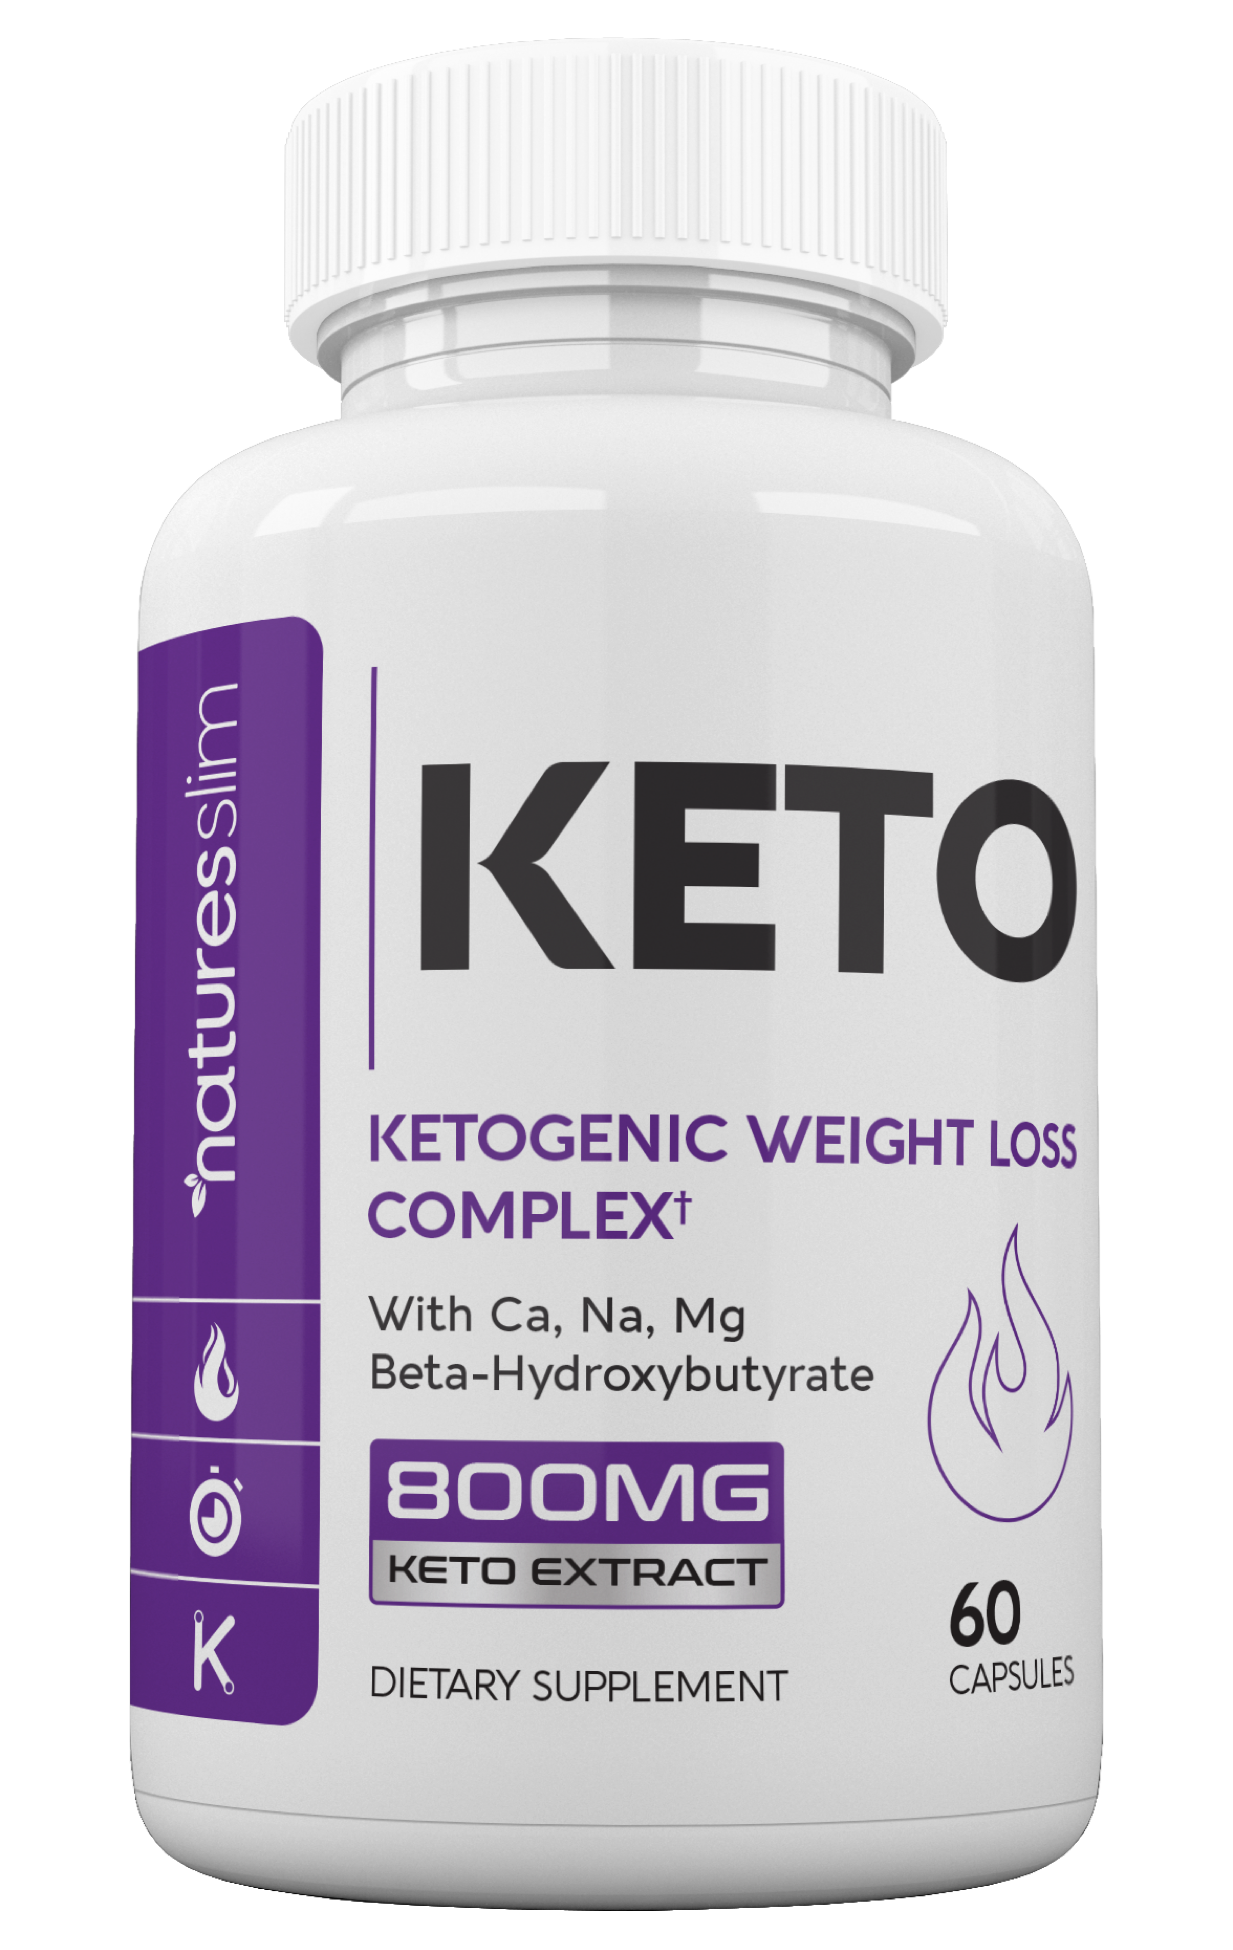 naturesslim
K
KETO
KETOGENIC WEIGHT LOSS
COMPLEX†
With Ca, Na, Mg
Beta-Hydroxybutyrate
800MG
KETO EXTRACT
DIETARY SUPPLEMENT
60
CAPSULES